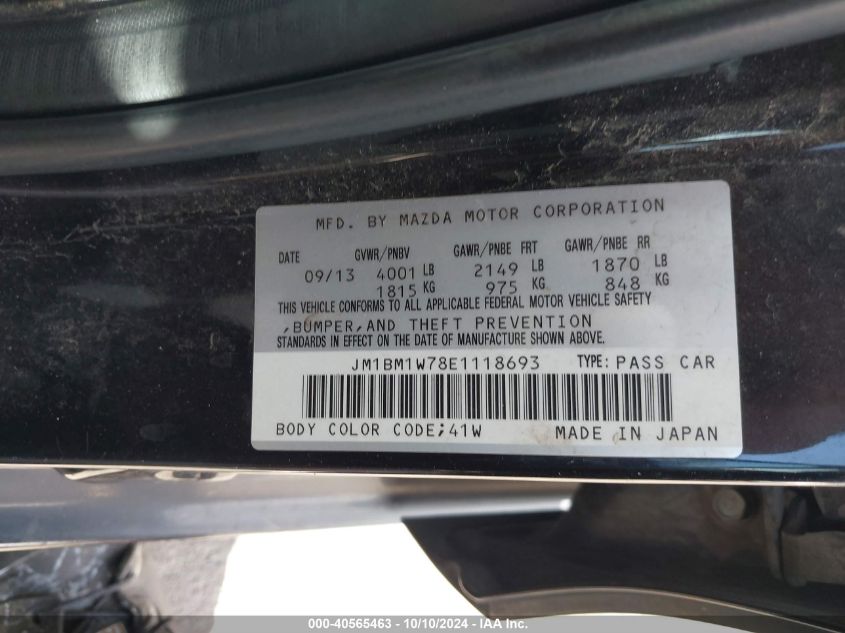 MFD. BY MAZDA MOTOR CORPORATION
DATE GVWR/PNBV GAWR/PNBE FRT GAWR/PNBE RR
09/13 4001 LB 2149 LB 1870 LB
1815 KG 975 KG 848 KG
THIS VEHICLE CONFORMS TO ALL APPLICABLE FEDERAL MOTOR VEHICLE SAFETY
,BUMPER,AND THEFT PREVENTION
STANDARDS IN EFFECT ON THE DATE OF MANUFACTURE SHOWN ABOVE.
JM1BM1W78E1118693 TYPE: PASS CAR
BODY COLOR CODE;41W MADE IN JAPAN
000-40565463 - 10/10/2024 - IAA Inc.